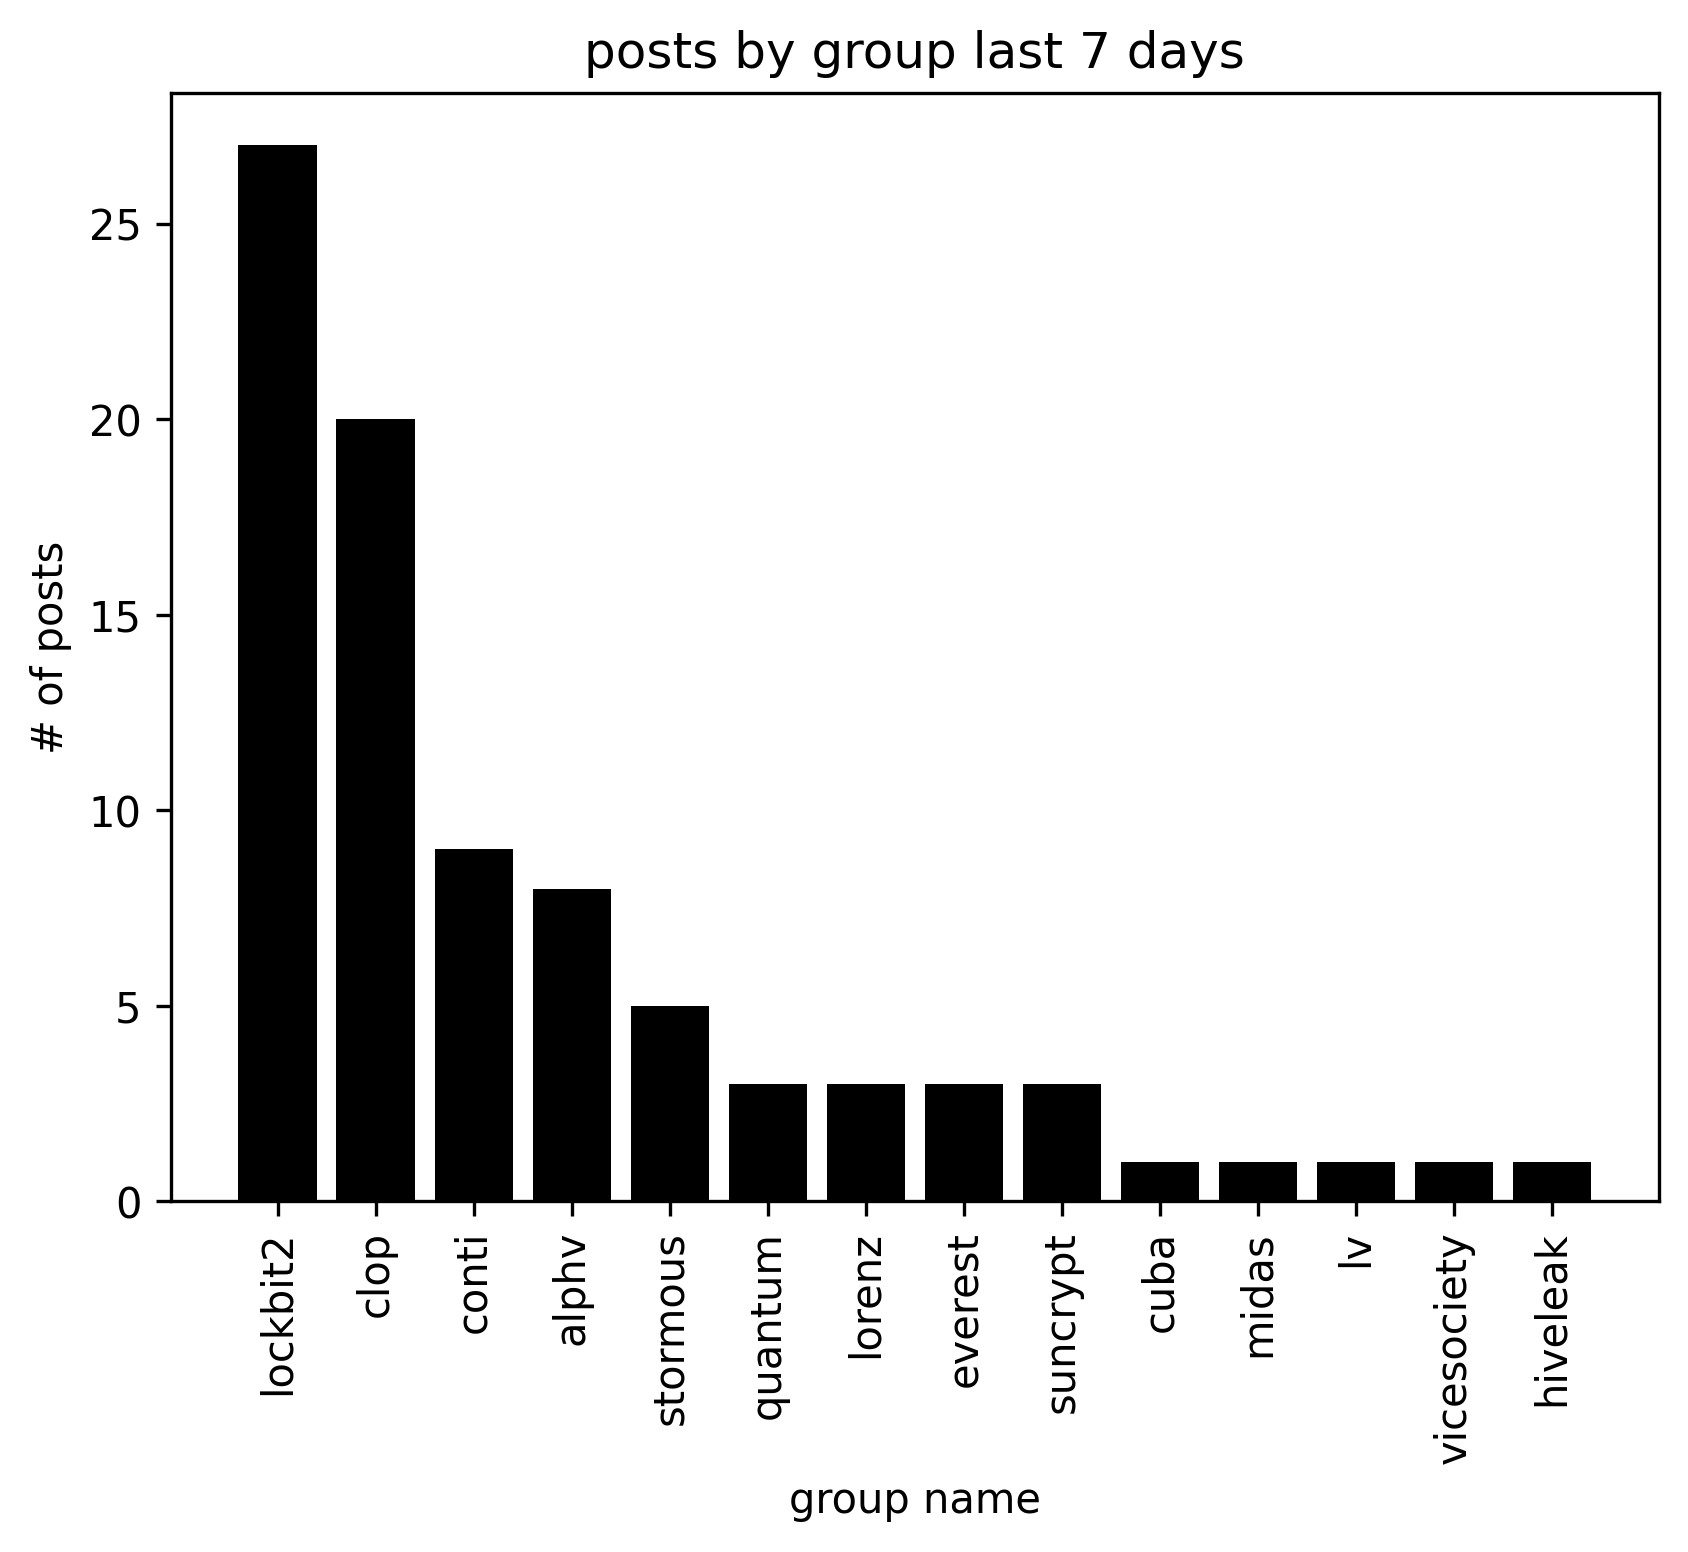 posts by group last 7 days
# of posts
25
20
15
10
5
0
lockbit2
clop
conti
alphv
stormous
quantum
lorenz
everest
suncrypt
cuba
midas
lv
vicesociety
hiveleak
group name